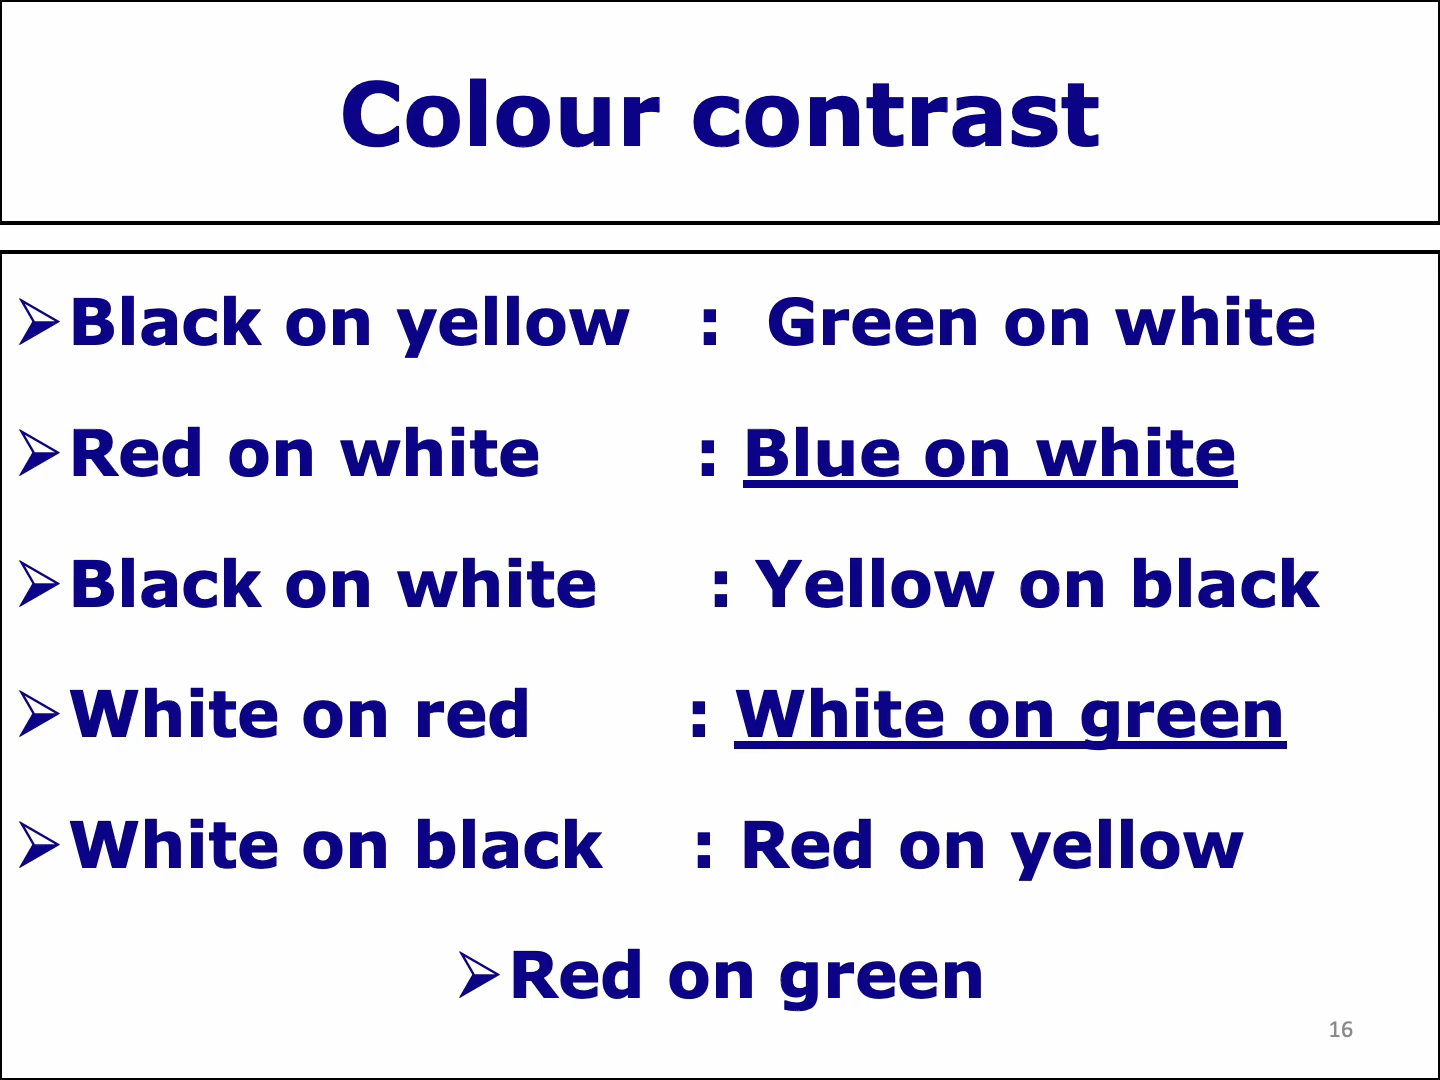 Colour contrast
➢Black on yellow : Green on white
➢Red on white : Blue on white
➢Black on white : Yellow on black
➢White on red : White on green
➢White on black : Red on yellow
➢Red on green
16